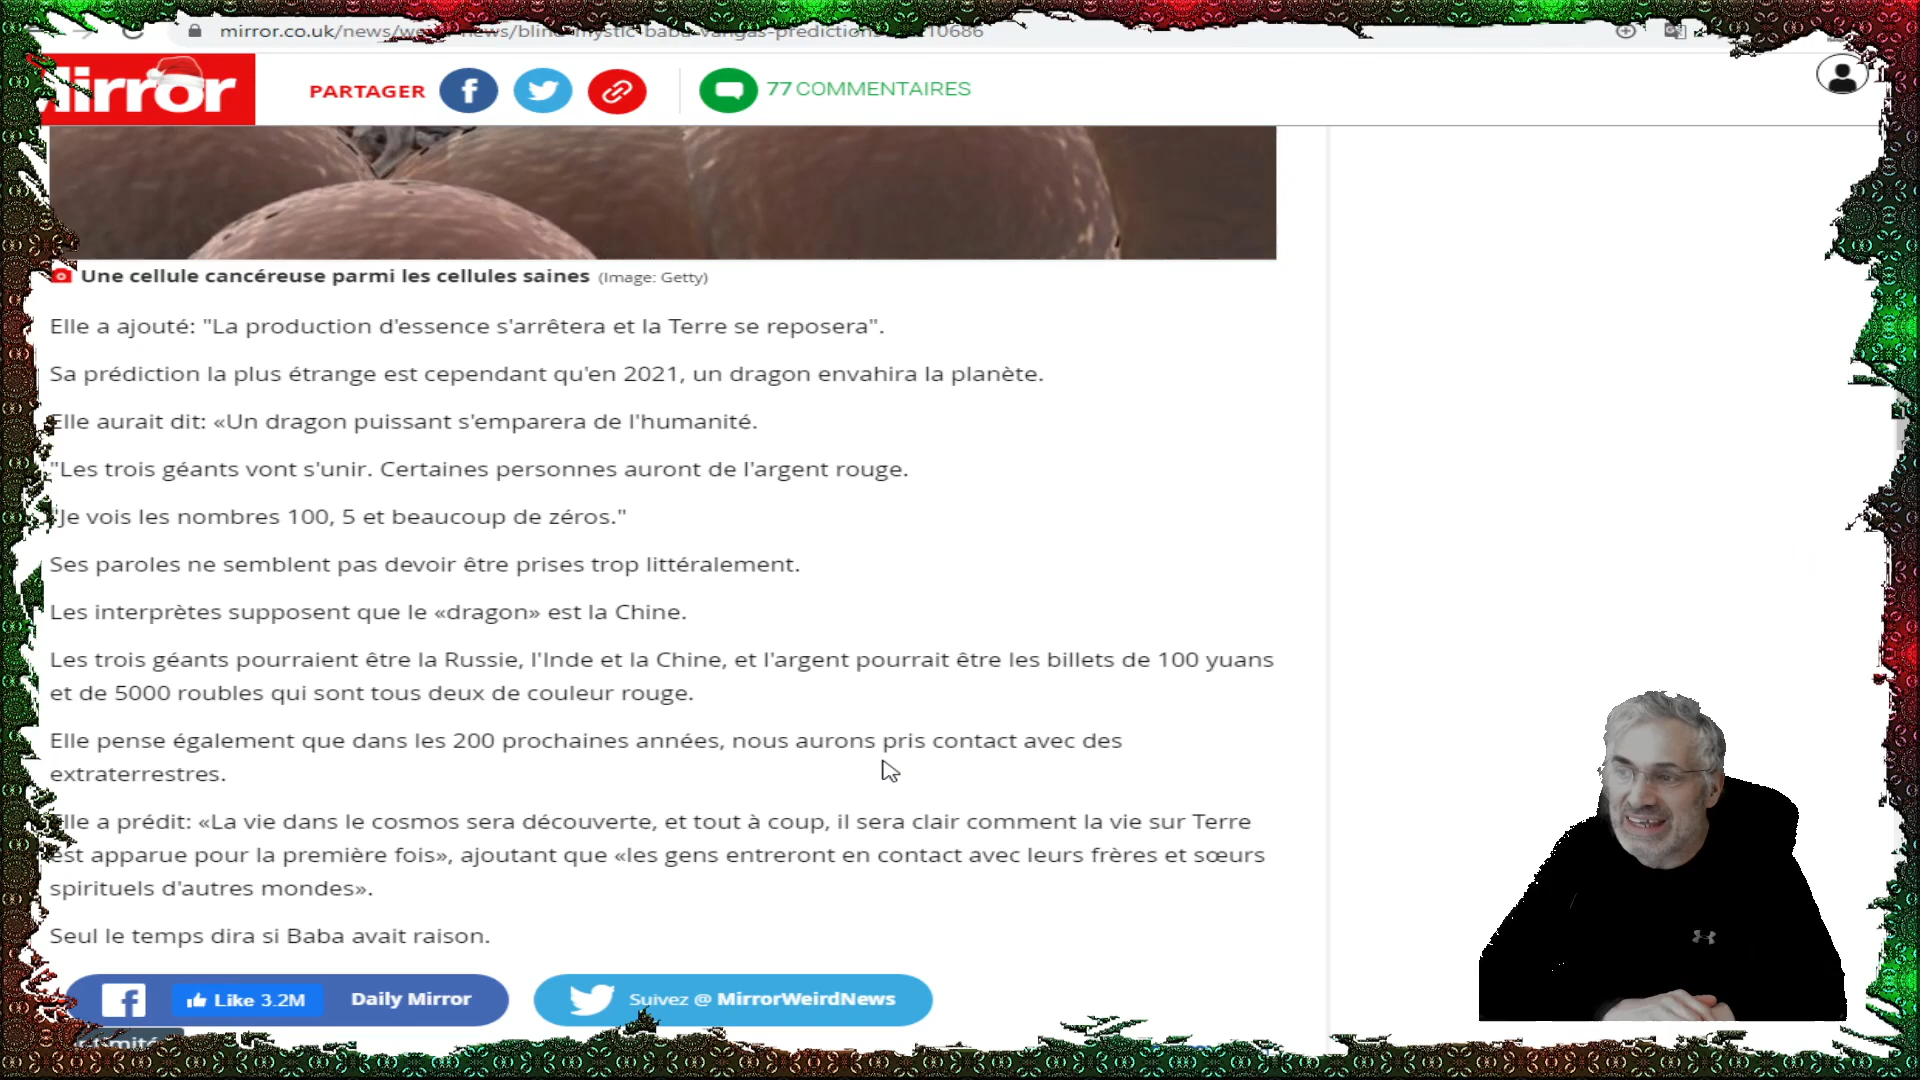 mirror.co.uk/news/we news/blin mystic-baba-vangas-predictions 10686
Mirror
PARTAGER
77 COMMENTAIRES
Une cellule cancéreuse parmi les cellules saines (Image: Getty)
Elle a ajouté: "La production d'essence s'arrêtera et la Terre se reposera".
Sa prédiction la plus étrange est cependant qu'en 2021, un dragon envahira la planète.
Elle aurait dit: «Un dragon puissant s'emparera de l'humanité.
"Les trois géants vont s'unir. Certaines personnes auront de l'argent rouge.
"Je vois les nombres 100, 5 et beaucoup de zéros."
Ses paroles ne semblent pas devoir être prises trop littéralement.
Les interprètes supposent que le «dragon» est la Chine.
Les trois géants pourraient être la Russie, l'Inde et la Chine, et l'argent pourrait être les billets de 100 yuans
et de 5000 roubles qui sont tous deux de couleur rouge.
Elle pense également que dans les 200 prochaines années, nous aurons pris contact avec des
extraterrestres.
Elle a prédit: «La vie dans le cosmos sera découverte, et tout à coup, il sera clair comment la vie sur Terre
est apparue pour la première fois», ajoutant que «les gens entreront en contact avec leurs frères et sœurs
spirituels d'autres mondes».
Seul le temps dira si Baba avait raison.
Like 3.2M Daily Mirror
Suivez @ MirrorWeirdNews